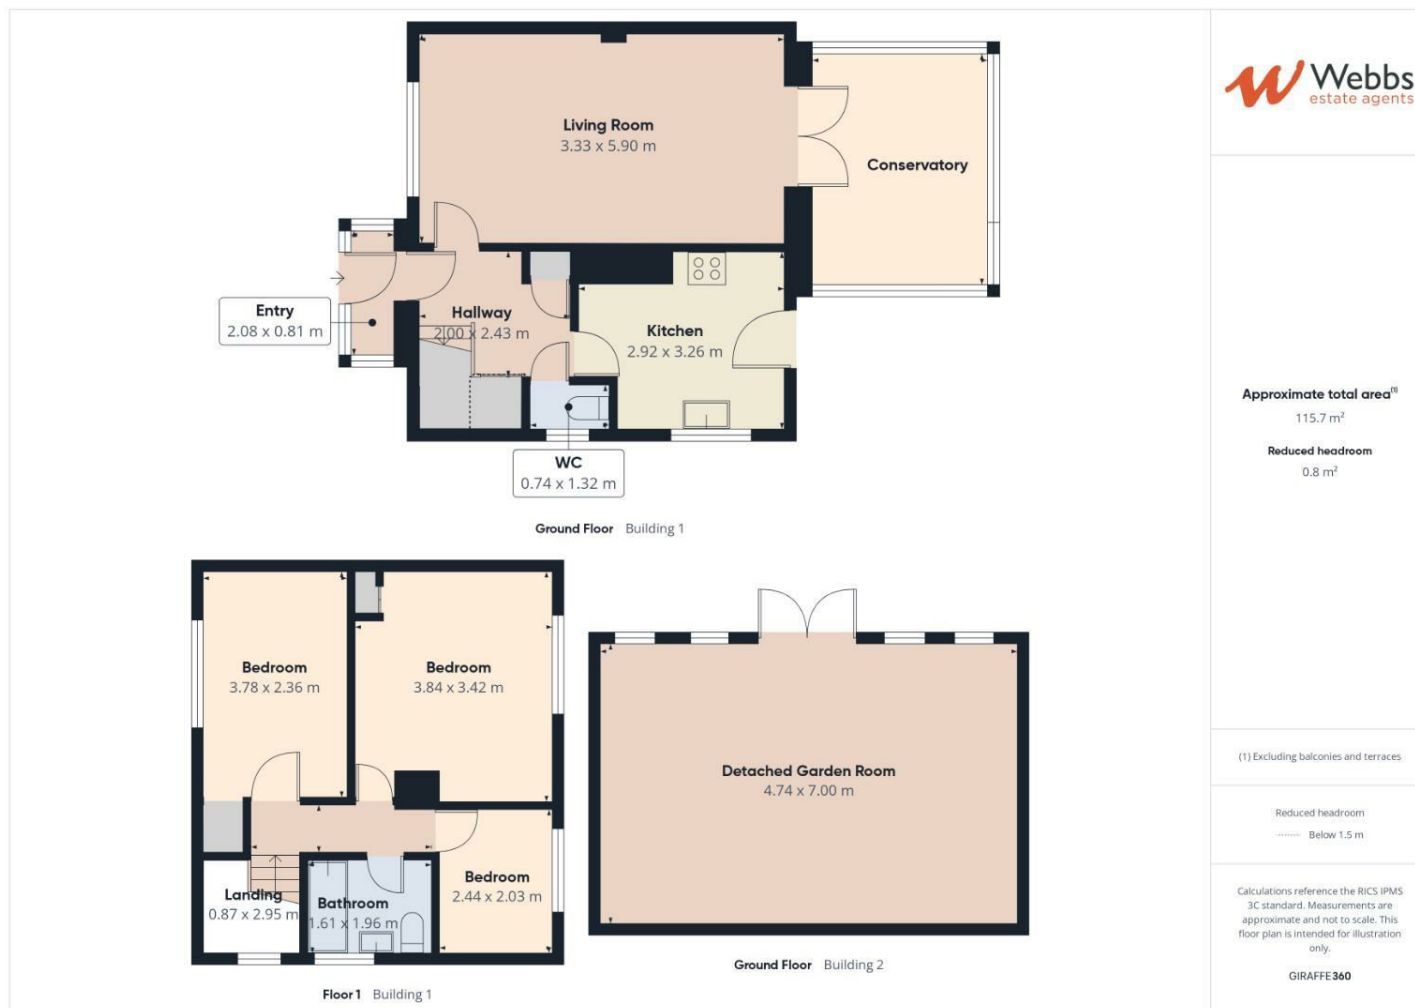 Living Room
3.33 x 5.90 m
Conservatory
Entry
2.08 x 0.81 m
Hallway
2.00 x 2.43 m
Kitchen
2.92 x 3.26 m
WC
0.74 x 1.32 m
Ground Floor Building 1
Bedroom
3.78 x 2.36 m
Bedroom
3.84 x 3.42 m
Bedroom
2.44 x 2.03 m
Landing
0.87 x 2.95 m
Bathroom
1.61 x 1.96 m
Floor 1 Building 1
Detached Garden Room
4.74 x 7.00 m
Ground Floor Building 2
Webbs
estate agents
Approximate total area(1)
115.7 m²
Reduced headroom
0.8 m²
(1) Excluding balconies and terraces
Reduced headroom
Below 1.5 m
Calculations reference the RICS IPMS
3C standard. Measurements are
approximate and not to scale. This
floor plan is intended for illustration
only.
GIRAFFE360